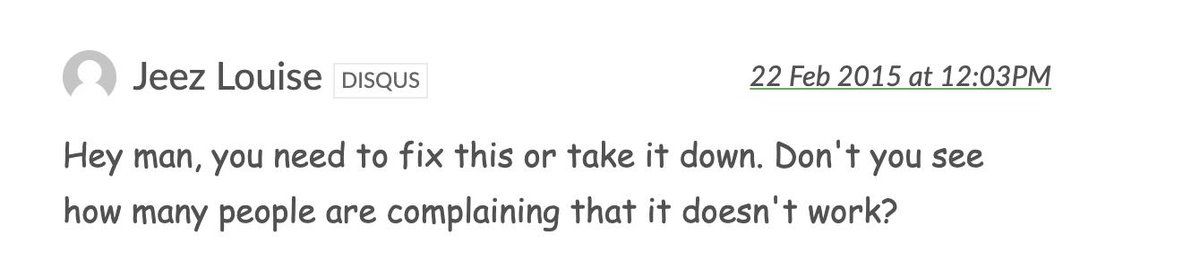 Jeez Louise DISQUS 22 Feb 2015 at 12:03PM
Hey man, you need to fix this or take it down. Don't you see
how many people are complaining that it doesn't work?